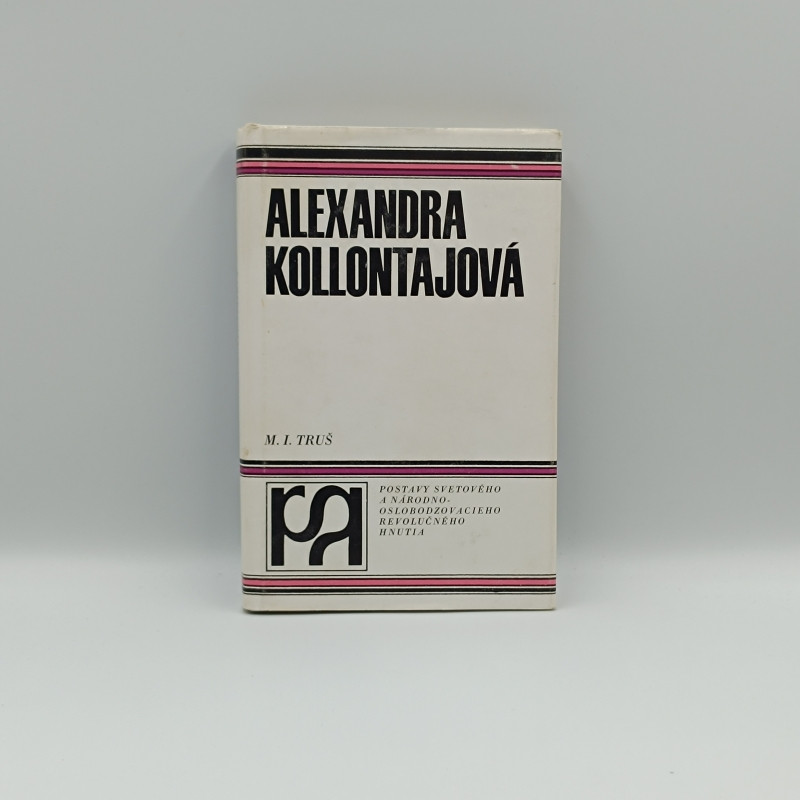 ALEXANDRA
KOLLONTAJOVÁ
M. I. TRUŠ
POSTAVY SVETOVÉHO
A NÁRODNO-
OSLOBODZOVACIEHO
REVOLUČNÉHO
HNUTIA